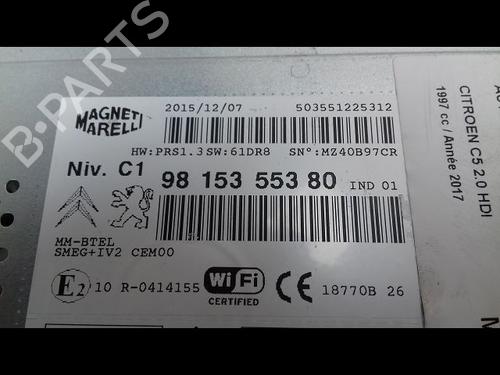 B-PARTS
MAGNETI
MARELLI
2015/12/07
503551225312
HW:PRS1.3 SW:61DR8 SN°:MZ40B97CR
Niv. C1
98 153 553 80 IND 01
MM-BTEL
SMEG+IV2 CEM00
E2 10 R-0414155
WiFi
CERTIFIED
CE
18770B 26
CITROEN C5 2.0 HDI
1997 cc / Année 2017